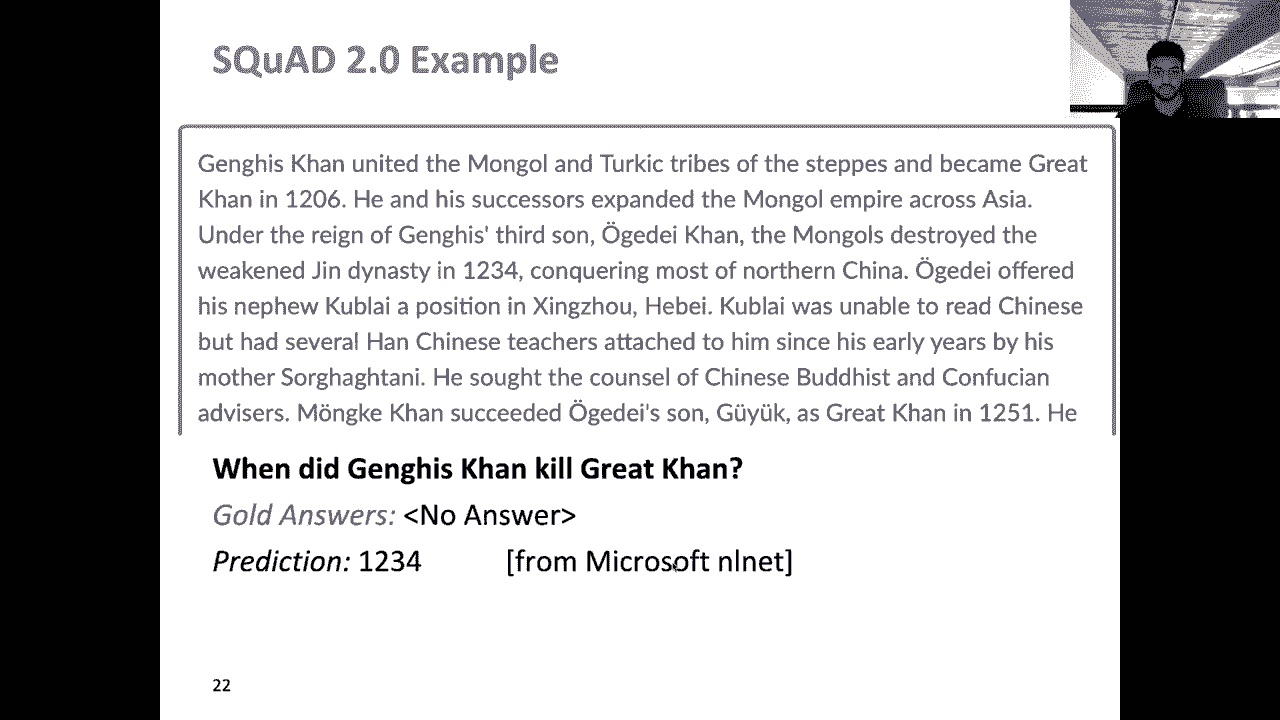 SQuAD 2.0 Example
Genghis Khan united the Mongol and Turkic tribes of the steppes and became Great
Khan in 1206. He and his successors expanded the Mongol empire across Asia.
Under the reign of Genghis' third son, Ögedei Khan, the Mongols destroyed the
weakened Jin dynasty in 1234, conquering most of northern China. Ögedei offered
his nephew Kublai a position in Xingzhou, Hebei. Kublai was unable to read Chinese
but had several Han Chinese teachers attached to him since his early years by his
mother Sorghaghtani. He sought the counsel of Chinese Buddhist and Confucian
advisers. Möngke Khan succeeded Ögedei's son, Güyük, as Great Khan in 1251. He
When did Genghis Khan kill Great Khan?
Gold Answers: <No Answer>
Prediction: 1234 [from Microsoft nlnet]
22